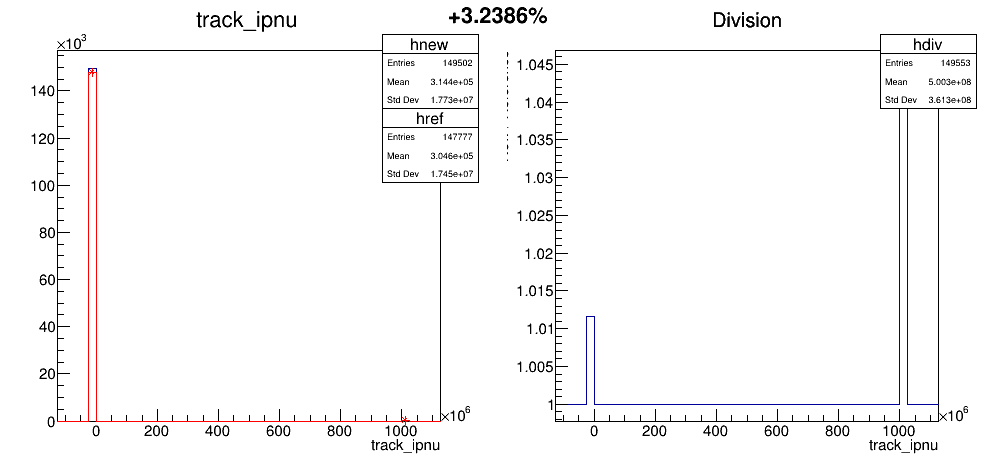 track_ipnu
+3.2386%
Division
×10³
hnew
Entries 149502
Mean 3.144e+05
Std Dev 1.773e+07
href
Entries 147777
Mean 3.046e+05
Std Dev 1.745e+07
140
120
100
80
60
40
20
0
0 200 400 600 800 1000
×10⁶
track_ipnu
hdiv
Entries 149553
Mean 5.003e+08
Std Dev 3.613e+08
1.045
1.04
1.035
1.03
1.025
1.02
1.015
1.01
1.005
1
0 200 400 600 800 1000
×10⁶
track_ipnu